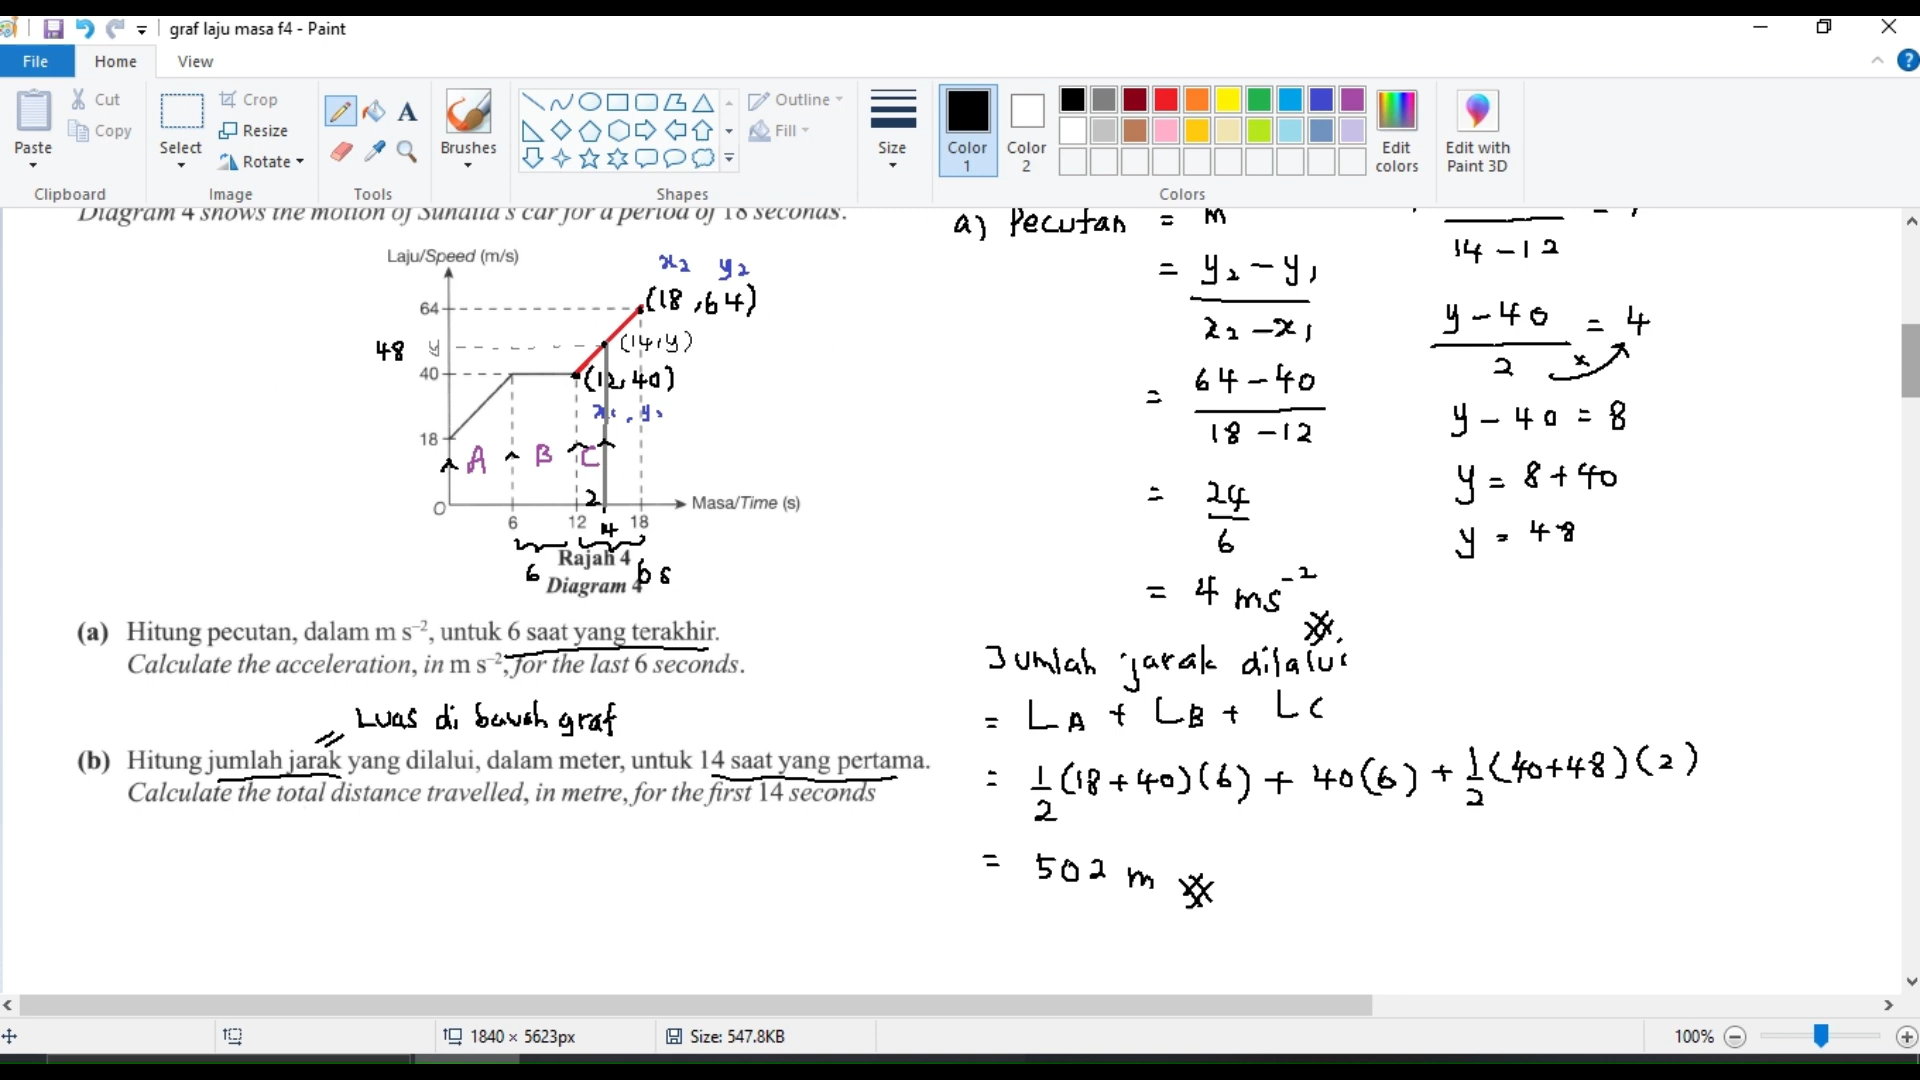 graf laju masa f4 - Paint
File
Home
View
Paste
Cut
Copy
Clipboard
Select
Crop
Resize
Rotate
Image
Tools
A
Brushes
Shapes
Outline
Fill
Size
Color 1
Color 2
Colors
Edit colors
Edit with Paint 3D
Diagram 4 shows the motion of Sunalia's car for a period of 18 seconds.
Laju/Speed (m/s)
x2 y2
64
(18, 64)
48 y
(14, y)
40
(12, 40)
x1, y1
18
A B C
2
O
Masa/Time (s)
6 12 14 18
6
6 s
Rajah 4
Diagram 4
(a) Hitung pecutan, dalam m s⁻², untuk 6 saat yang terakhir.
Calculate the acceleration, in m s⁻², for the last 6 seconds.
Luas di bawah graf
(b) Hitung jumlah jarak yang dilalui, dalam meter, untuk 14 saat yang pertama.
Calculate the total distance travelled, in metre, for the first 14 seconds
a) Pecutan = m
= y2 - y1
x2 - x1
= 64 - 40
18 - 12
= 24
6
= 4 ms⁻²
14 - 12
y - 40 = 4
2
x
y - 40 = 8
y = 8 + 40
y = 48
Jumlah jarak dilalui
= LA + LB + LC
= 1/2 (18+40)(6) + 40(6) + 1/2 (40+48)(2)
= 502 m
1840 × 5623px
Size: 547.8KB
100%